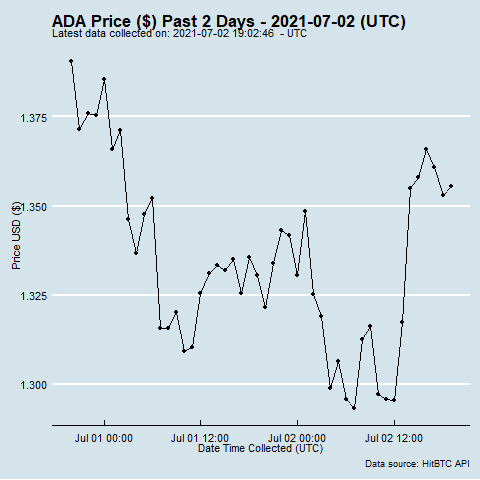 ADA Price ($) Past 2 Days - 2021-07-02 (UTC)
Latest data collected on: 2021-07-02 19:02:46  - UTC
1.375
1.350
1.325
1.300
Price USD ($)
Jul 01 00:00
Jul 01 12:00
Jul 02 00:00
Jul 02 12:00
Date Time Collected (UTC)
Data source: HitBTC API